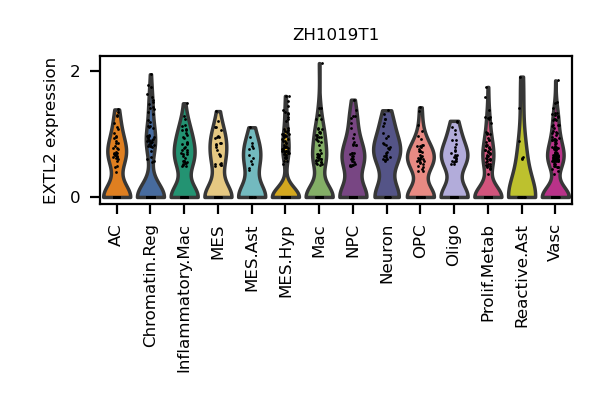 ZH1019T1
EXTL2 expression
2
0
AC
Chromatin.Reg
Inflammatory.Mac
MES
MES.Ast
MES.Hyp
Mac
NPC
Neuron
OPC
Oligo
Prolif.Metab
Reactive.Ast
Vasc